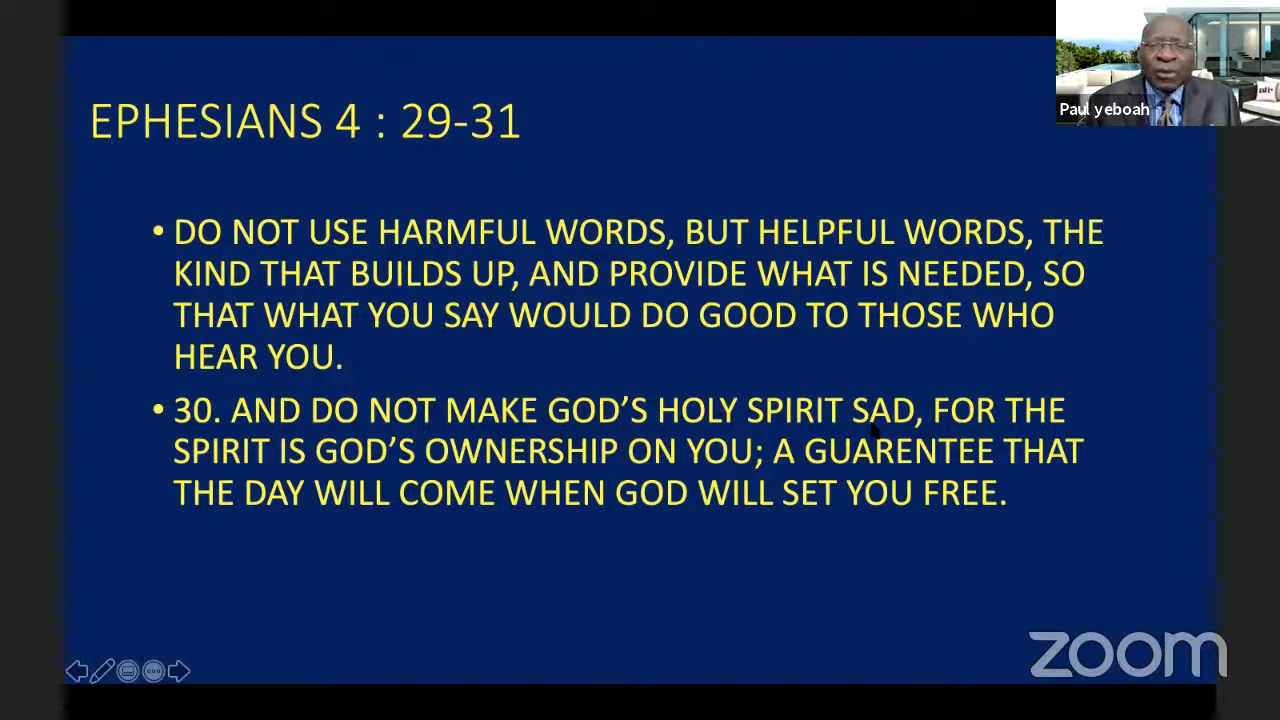 Paul yeboah
EPHESIANS 4 : 29-31
• DO NOT USE HARMFUL WORDS, BUT HELPFUL WORDS, THE
KIND THAT BUILDS UP, AND PROVIDE WHAT IS NEEDED, SO
THAT WHAT YOU SAY WOULD DO GOOD TO THOSE WHO
HEAR YOU.
• 30. AND DO NOT MAKE GOD’S HOLY SPIRIT SAD, FOR THE
SPIRIT IS GOD’S OWNERSHIP ON YOU; A GUARENTEE THAT
THE DAY WILL COME WHEN GOD WILL SET YOU FREE.
zoom